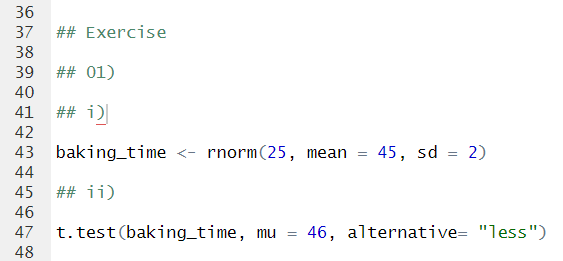 36
37 ## Exercise
38
39 ## 01)
40
41 ## i)
42
43 baking_time <- rnorm(25, mean = 45, sd = 2)
44
45 ## ii)
46
47 t.test(baking_time, mu = 46, alternative= "less")
48